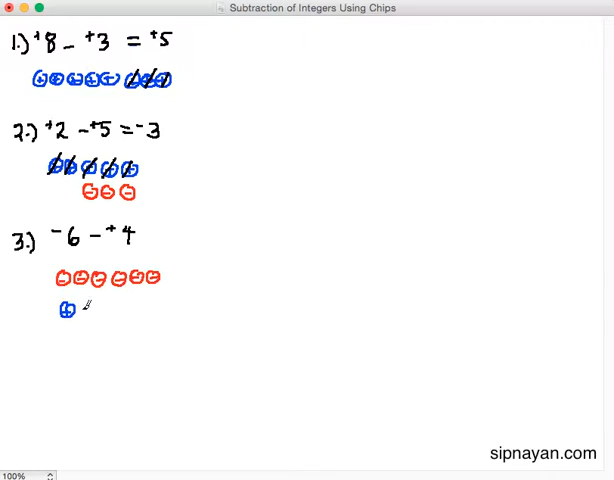 Subtraction of Integers Using Chips
1.) +8 - +3 = +5
2.) +2 - +5 = -3
3.) -6 - +4
sipnayan.com
100%